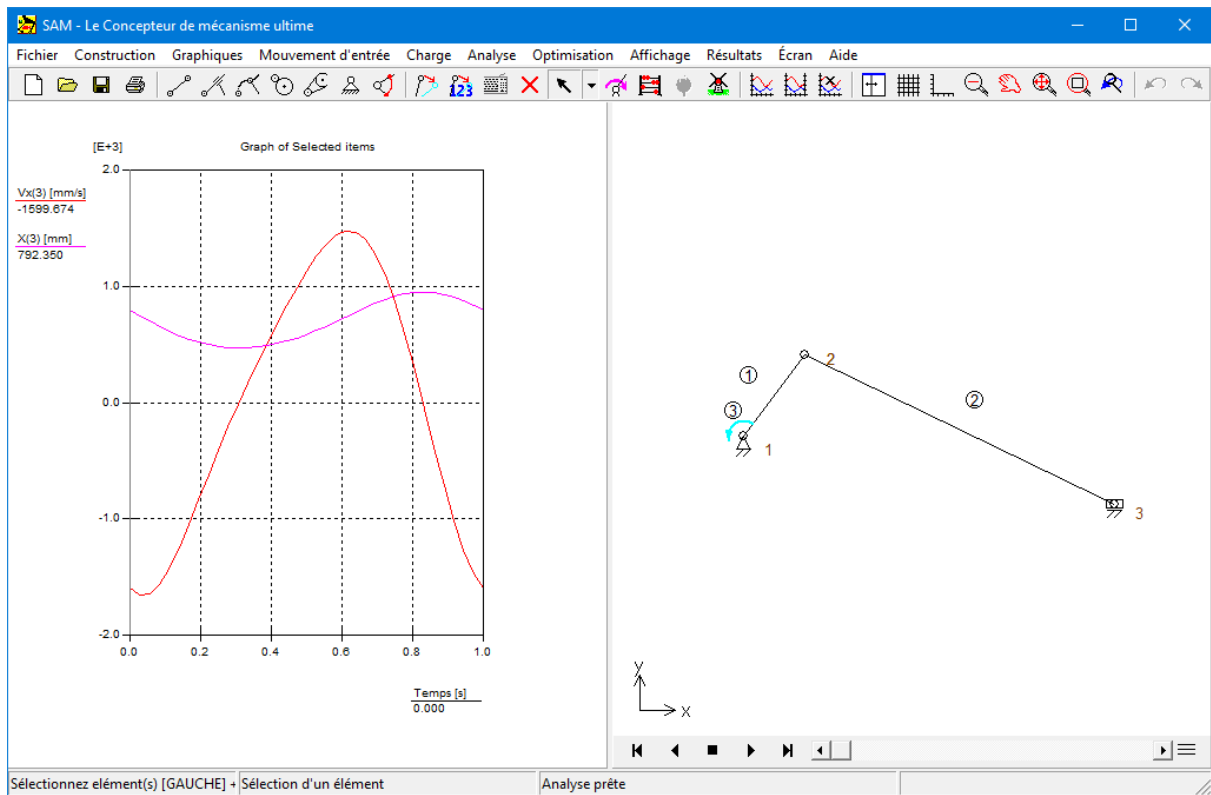 SAM - Le Concepteur de mécanisme ultime
Fichier Construction Graphiques Mouvement d'entrée Charge Analyse Optimisation Affichage Résultats Écran Aide
123
[E+3] Graph of Selected items
2.0
Vx(3) [mm/s]
-1599.674
X(3) [mm]
792.350
1.0
0.0
-1.0
-2.0
0.0 0.2 0.4 0.6 0.8 1.0
Temps [s]
0.000
2
1
2
3
1
3
y
x
Sélectionnez elément(s) [GAUCHE] + Sélection d'un élément Analyse prête